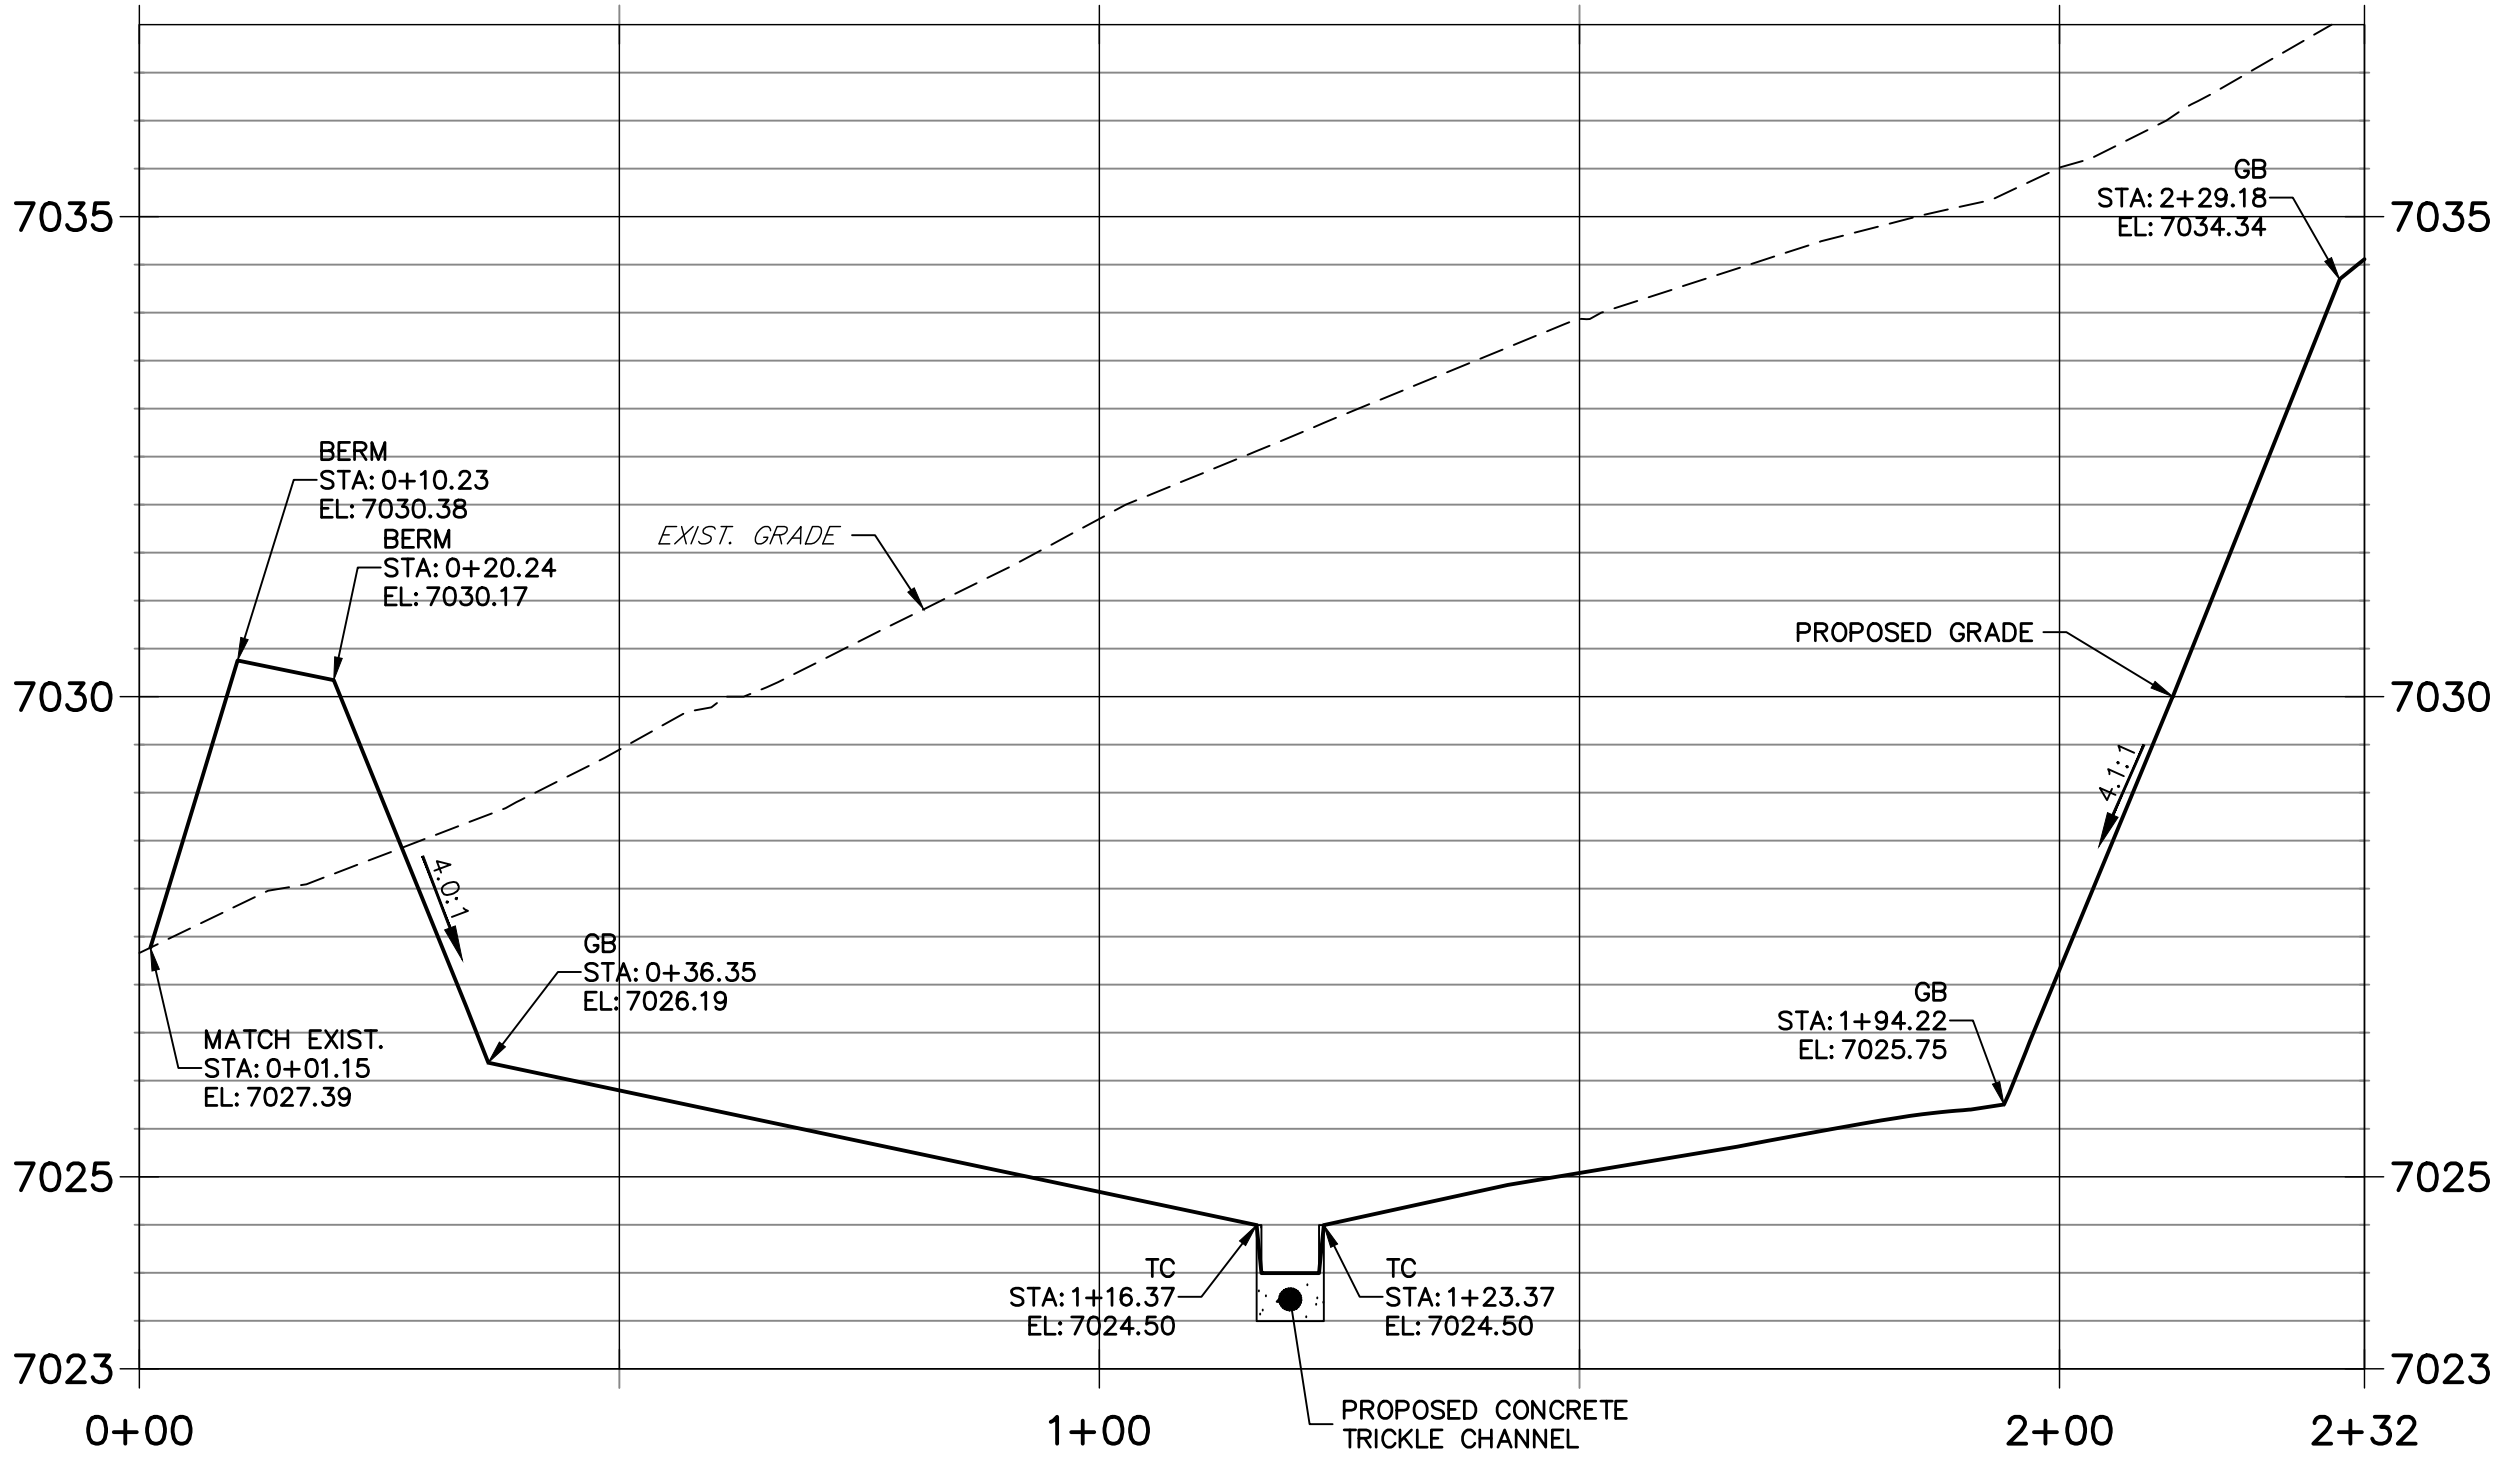 GB
STA: 2+29.18
EL: 7034.34
7035
7035
BERM
STA: 0+10.23
EL: 7030.38
BERM
STA: 0+20.24
EL: 7030.17
EXIST. GRADE
PROPOSED GRADE
7030
7030
4.1:1
4.0:1
GB
STA: 0+36.35
EL: 7026.19
GB
STA: 1+94.22
EL: 7025.75
MATCH EXIST.
STA: 0+01.15
EL: 7027.39
7025
7025
TC
STA: 1+16.37
EL: 7024.50
TC
STA: 1+23.37
EL: 7024.50
7023
7023
PROPOSED CONCRETE
TRICKLE CHANNEL
0+00
1+00
2+00
2+32